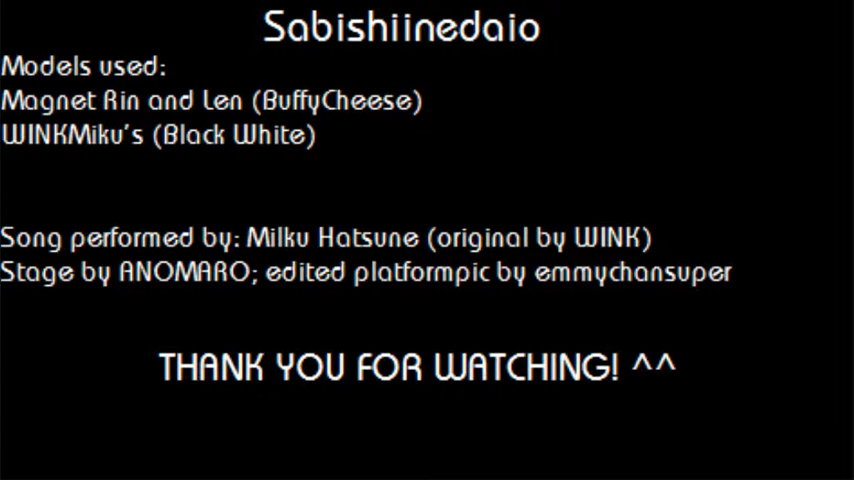 Sabishiinedaio
Models used:
Magnet Rin and Len (BuffyCheese)
WINKMiku's (Black White)
Song performed by: Milku Hatsune (original by WINK)
Stage by ANOMARO; edited platformpic by emmychansuper
THANK YOU FOR WATCHING! ^^